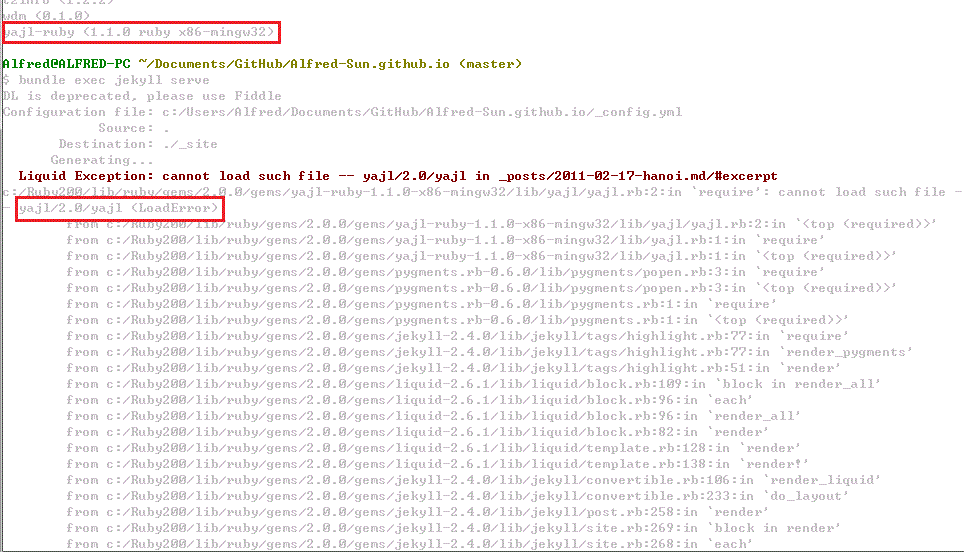 wdm (0.1.0)
yajl-ruby (1.1.0 ruby x86-mingw32)
Alfred@ALFRED-PC ~/Documents/GitHub/Alfred-Sun.github.io (master)
$ bundle exec jekyll serve
DL is deprecated, please use Fiddle
Configuration file: c:/Users/Alfred/Documents/GitHub/Alfred-Sun.github.io/_config.yml
Source: .
Destination: ./_site
Generating...
Liquid Exception: cannot load such file -- yajl/2.0/yajl in _posts/2011-02-17-hanoi.md/#excerpt
c:/Ruby200/lib/ruby/gems/2.0.0/gems/yajl-ruby-1.1.0-x86-mingw32/lib/yajl/yajl.rb:2:in `require': cannot load such file -
- yajl/2.0/yajl (LoadError)
from c:/Ruby200/lib/ruby/gems/2.0.0/gems/yajl-ruby-1.1.0-x86-mingw32/lib/yajl/yajl.rb:2:in `<top (required)>'
from c:/Ruby200/lib/ruby/gems/2.0.0/gems/yajl-ruby-1.1.0-x86-mingw32/lib/yajl.rb:1:in `require'
from c:/Ruby200/lib/ruby/gems/2.0.0/gems/yajl-ruby-1.1.0-x86-mingw32/lib/yajl.rb:1:in `<top (required)>'
from c:/Ruby200/lib/ruby/gems/2.0.0/gems/pygments.rb-0.6.0/lib/pygments/popen.rb:3:in `require'
from c:/Ruby200/lib/ruby/gems/2.0.0/gems/pygments.rb-0.6.0/lib/pygments/popen.rb:3:in `<top (required)>'
from c:/Ruby200/lib/ruby/gems/2.0.0/gems/pygments.rb-0.6.0/lib/pygments.rb:1:in `require'
from c:/Ruby200/lib/ruby/gems/2.0.0/gems/pygments.rb-0.6.0/lib/pygments.rb:1:in `<top (required)>'
from c:/Ruby200/lib/ruby/gems/2.0.0/gems/jekyll-2.4.0/lib/jekyll/tags/highlight.rb:77:in `require'
from c:/Ruby200/lib/ruby/gems/2.0.0/gems/jekyll-2.4.0/lib/jekyll/tags/highlight.rb:77:in `render_pygments'
from c:/Ruby200/lib/ruby/gems/2.0.0/gems/jekyll-2.4.0/lib/jekyll/tags/highlight.rb:51:in `render'
from c:/Ruby200/lib/ruby/gems/2.0.0/gems/liquid-2.6.1/lib/liquid/block.rb:109:in `block in render_all'
from c:/Ruby200/lib/ruby/gems/2.0.0/gems/liquid-2.6.1/lib/liquid/block.rb:96:in `each'
from c:/Ruby200/lib/ruby/gems/2.0.0/gems/liquid-2.6.1/lib/liquid/block.rb:96:in `render_all'
from c:/Ruby200/lib/ruby/gems/2.0.0/gems/liquid-2.6.1/lib/liquid/block.rb:82:in `render'
from c:/Ruby200/lib/ruby/gems/2.0.0/gems/liquid-2.6.1/lib/liquid/template.rb:128:in `render'
from c:/Ruby200/lib/ruby/gems/2.0.0/gems/liquid-2.6.1/lib/liquid/template.rb:138:in `render!'
from c:/Ruby200/lib/ruby/gems/2.0.0/gems/jekyll-2.4.0/lib/jekyll/convertible.rb:106:in `render_liquid'
from c:/Ruby200/lib/ruby/gems/2.0.0/gems/jekyll-2.4.0/lib/jekyll/convertible.rb:233:in `do_layout'
from c:/Ruby200/lib/ruby/gems/2.0.0/gems/jekyll-2.4.0/lib/jekyll/post.rb:258:in `render'
from c:/Ruby200/lib/ruby/gems/2.0.0/gems/jekyll-2.4.0/lib/jekyll/site.rb:269:in `block in render'
from c:/Ruby200/lib/ruby/gems/2.0.0/gems/jekyll-2.4.0/lib/jekyll/site.rb:268:in `each'